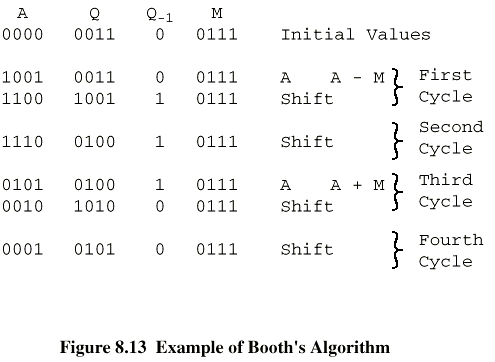 A Q Q-1 M
0000 0011 0 0111 Initial Values
1001 0011 0 0111 A A - M First
1100 1001 1 0111 Shift Cycle
Second
1110 0100 1 0111 Shift Cycle
0101 0100 1 0111 A A + M Third
0010 1010 0 0111 Shift Cycle
Fourth
0001 0101 0 0111 Shift Cycle
Figure 8.13 Example of Booth's Algorithm